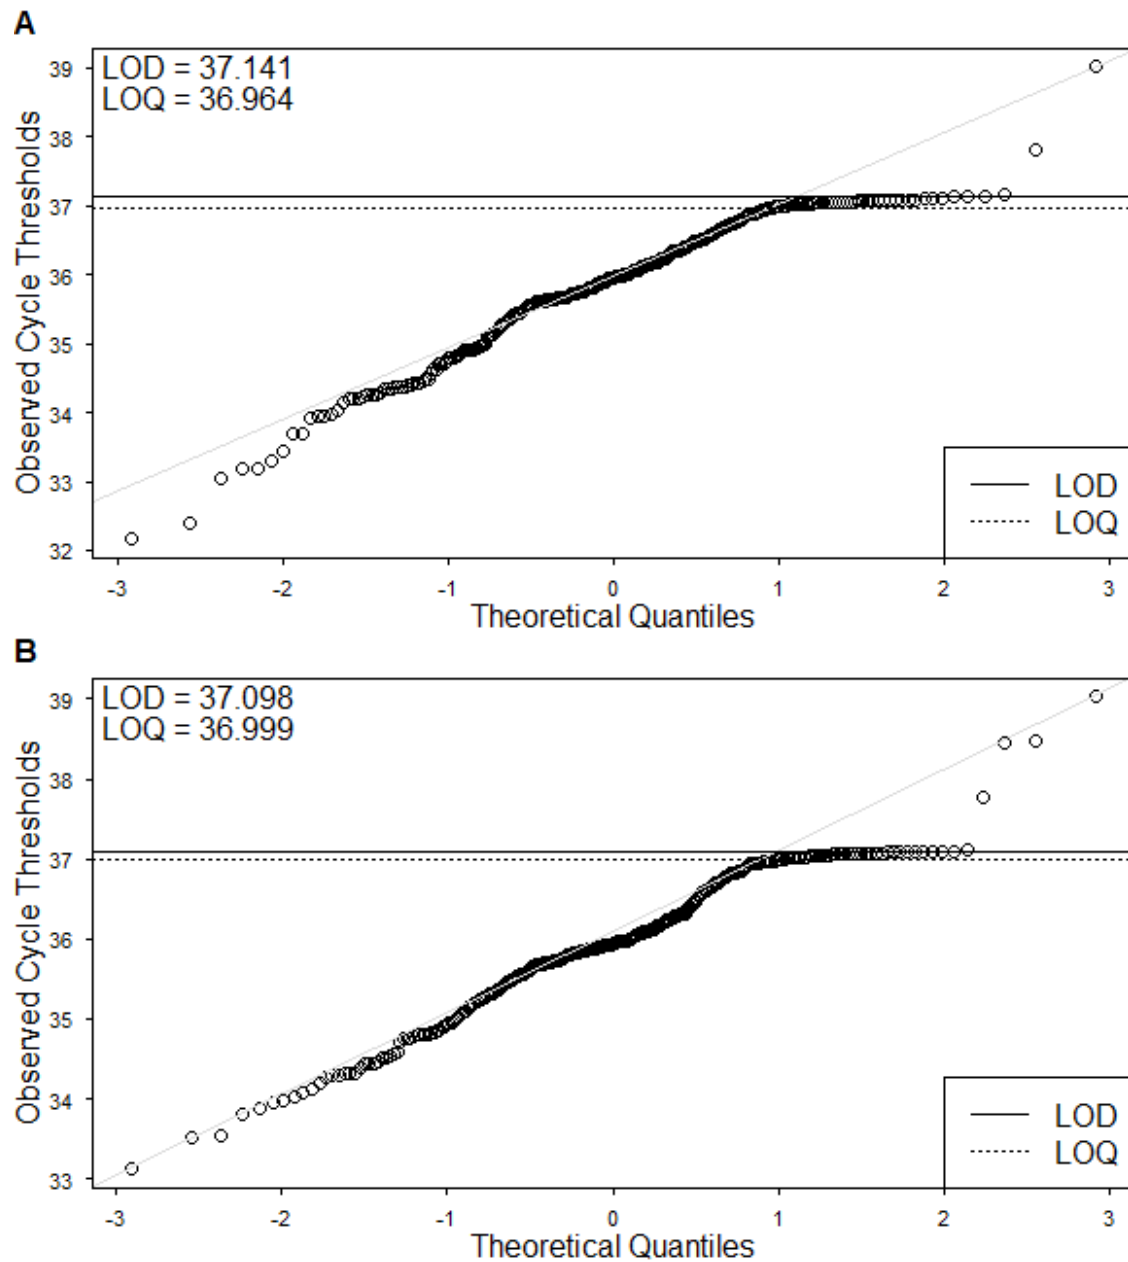 A
LOD = 37.141
LOQ = 36.964
39
38
37
36
35
34
33
32
Observed Cycle Thresholds
LOD
LOQ
-3
-2
-1
0
1
2
3
Theoretical Quantiles
B
LOD = 37.098
LOQ = 36.999
39
38
37
36
35
34
33
Observed Cycle Thresholds
LOD
LOQ
-3
-2
-1
0
1
2
3
Theoretical Quantiles